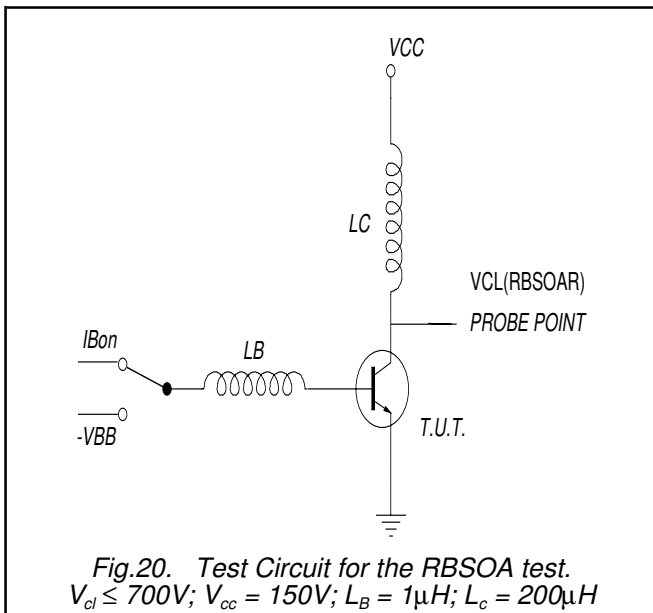 VCC
LC
VCL(RBSOAR)
PROBE POINT
IBon
LB
-VBB
T.U.T.
Fig.20. Test Circuit for the RBSOA test.
Vcl ≤ 700V; Vcc = 150V; LB = 1μH; Lc = 200μH